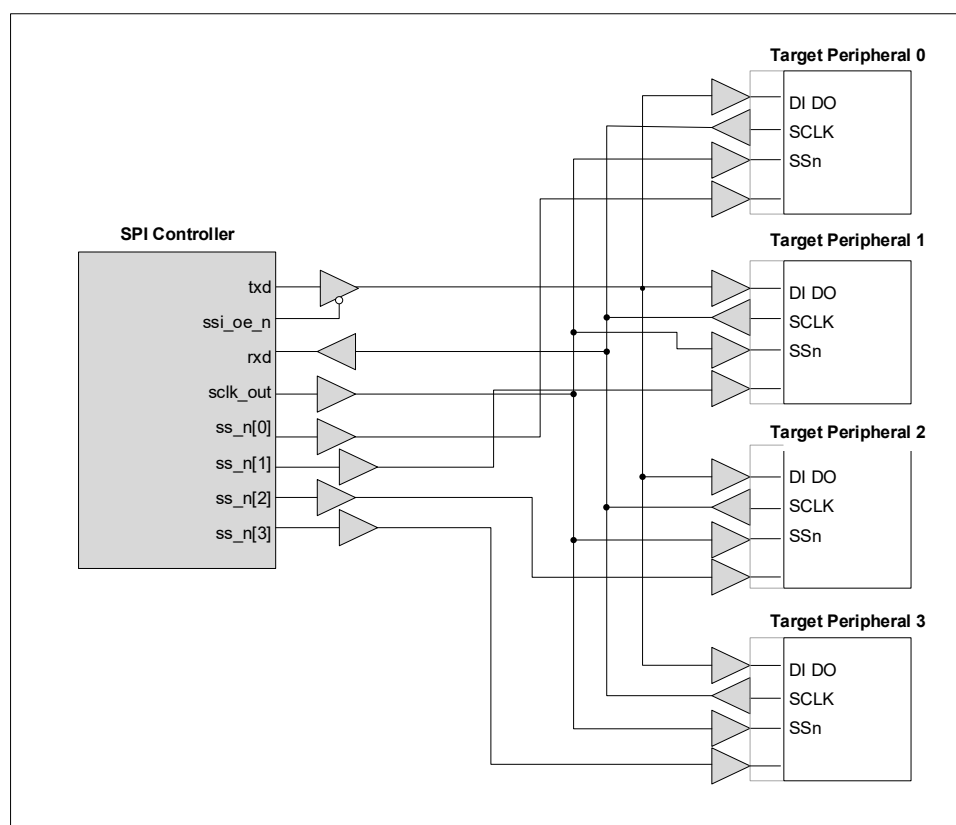 Target Peripheral 0
DI DO
SCLK
SSn
SPI Controller
txd
ssi_oe_n
rxd
sclk_out
ss_n[0]
ss_n[1]
ss_n[2]
ss_n[3]
Target Peripheral 1
DI DO
SCLK
SSn
Target Peripheral 2
DI DO
SCLK
SSn
Target Peripheral 3
DI DO
SCLK
SSn